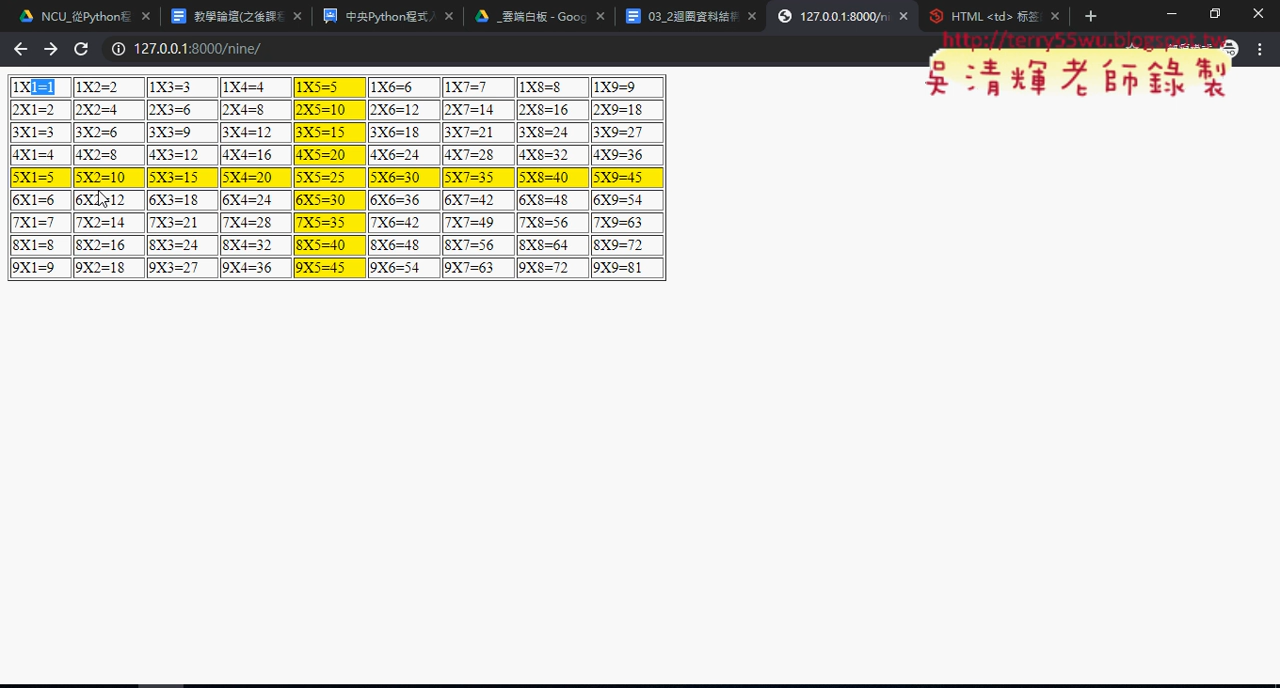 NCU_從Python程
教學論壇(之後課程
中央Python程式入
_雲端白板 - Goog
03_2迴圈資料結構
127.0.0.1:8000/ni
HTML <td> 标签
127.0.0.1:8000/nine/
http://terry55wu.blogspot.tw
吳清輝老師錄製
1X1=1 1X2=2 1X3=3 1X4=4 1X5=5 1X6=6 1X7=7 1X8=8 1X9=9
2X1=2 2X2=4 2X3=6 2X4=8 2X5=10 2X6=12 2X7=14 2X8=16 2X9=18
3X1=3 3X2=6 3X3=9 3X4=12 3X5=15 3X6=18 3X7=21 3X8=24 3X9=27
4X1=4 4X2=8 4X3=12 4X4=16 4X5=20 4X6=24 4X7=28 4X8=32 4X9=36
5X1=5 5X2=10 5X3=15 5X4=20 5X5=25 5X6=30 5X7=35 5X8=40 5X9=45
6X1=6 6X2=12 6X3=18 6X4=24 6X5=30 6X6=36 6X7=42 6X8=48 6X9=54
7X1=7 7X2=14 7X3=21 7X4=28 7X5=35 7X6=42 7X7=49 7X8=56 7X9=63
8X1=8 8X2=16 8X3=24 8X4=32 8X5=40 8X6=48 8X7=56 8X8=64 8X9=72
9X1=9 9X2=18 9X3=27 9X4=36 9X5=45 9X6=54 9X7=63 9X8=72 9X9=81